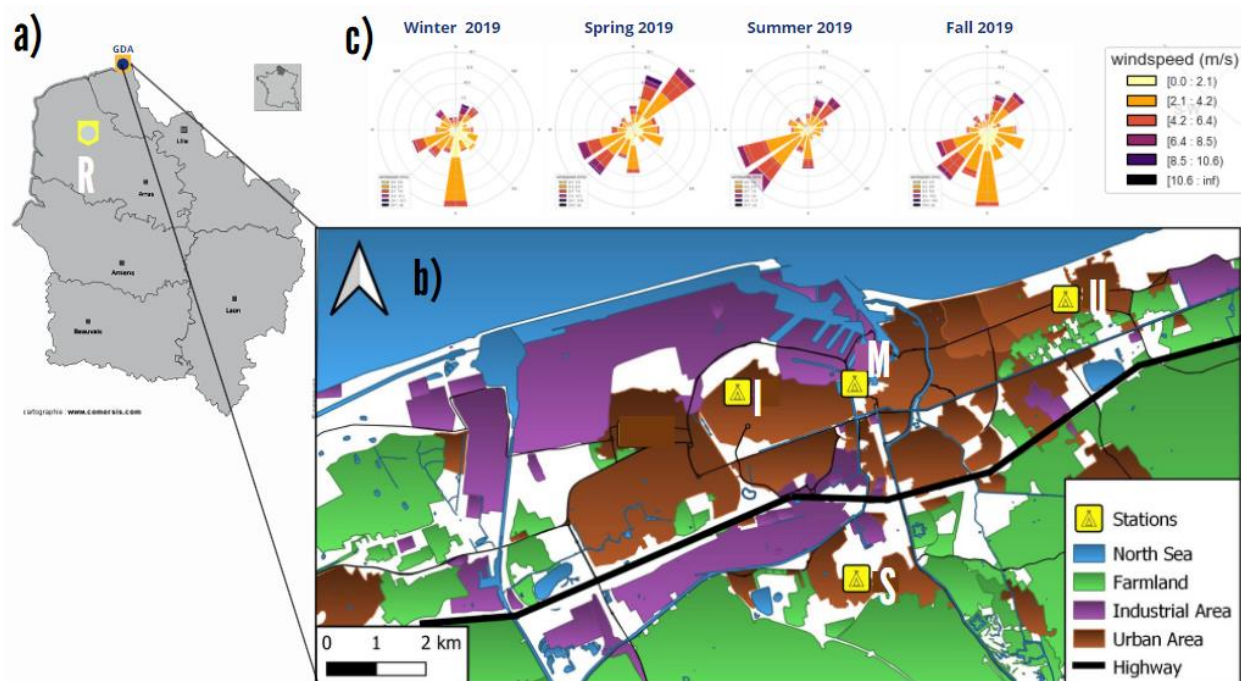 a)
GDA
R
Lille
Arras
Amiens
Laon
Beauvais
cartographie : www.comersis.com
c)
Winter 2019
Spring 2019
Summer 2019
Fall 2019
windspeed (m/s)
[0.0 : 2.1)
[2.1 : 4.2)
[4.2 : 6.4)
[6.4 : 8.5)
[8.5 : 10.6)
[10.6 : inf)
b)
U
M
I
S
Stations
North Sea
Farmland
Industrial Area
Urban Area
Highway
0 1 2 km